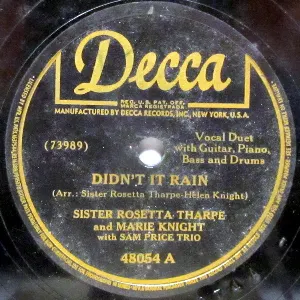 Decca
REG. U.S. PAT. OFF.
MARCA REGISTRADA
MANUFACTURED BY DECCA RECORDS, INC., NEW YORK, U.S.A.
(73989)
Vocal Duet
with Guitar, Piano,
Bass and Drums
DIDN'T IT RAIN
(Arr.: Sister Rosetta Tharpe-Helen Knight)
SISTER ROSETTA THARPE
and MARIE KNIGHT
with SAM PRICE TRIO
48054 A